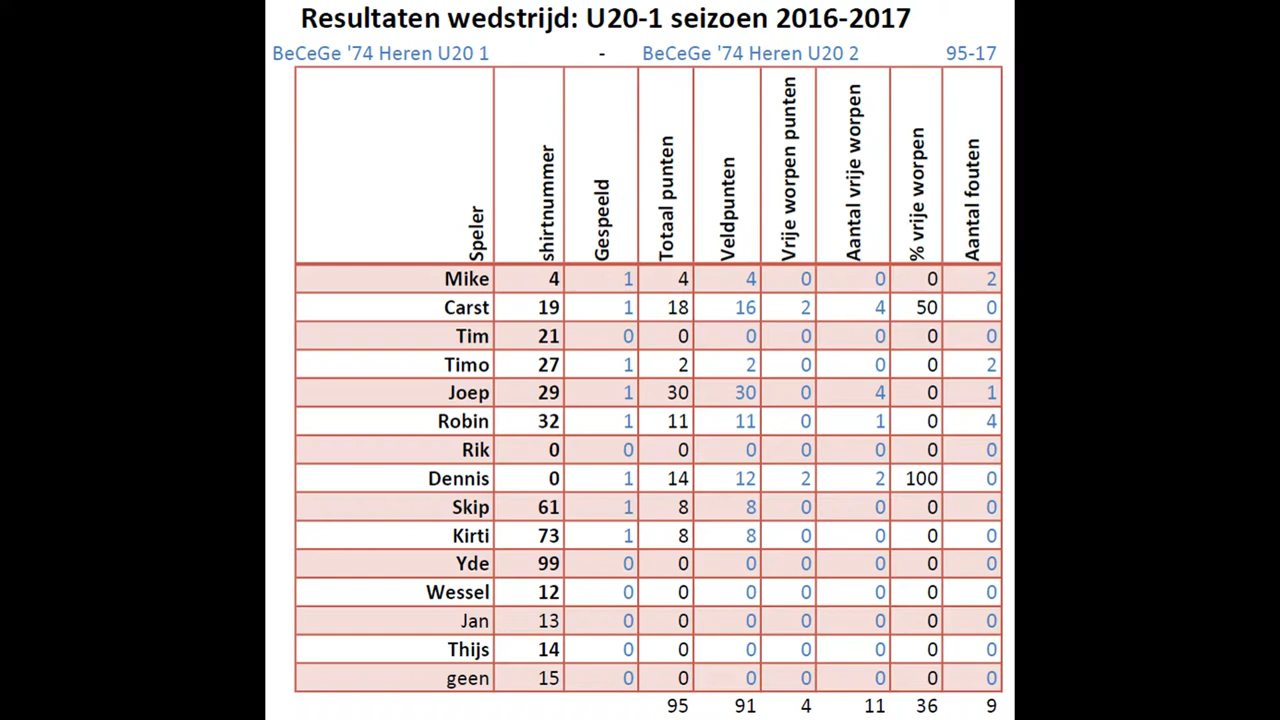 Resultaten wedstrijd: U20-1 seizoen 2016-2017
BeCeGe '74 Heren U20 1 - BeCeGe '74 Heren U20 2 95-17
Speler shirtnummer Gespeeld Totaal punten Veldpunten Vrije worpen punten Aantal vrije worpen % vrije worpen Aantal fouten
Mike 4 1 4 4 0 0 0 2
Carst 19 1 18 16 2 4 50 0
Tim 21 0 0 0 0 0 0 0
Timo 27 1 2 2 0 0 0 2
Joep 29 1 30 30 0 4 0 1
Robin 32 1 11 11 0 1 0 4
Rik 0 0 0 0 0 0 0 0
Dennis 0 1 14 12 2 2 100 0
Skip 61 1 8 8 0 0 0 0
Kirti 73 1 8 8 0 0 0 0
Yde 99 0 0 0 0 0 0 0
Wessel 12 0 0 0 0 0 0 0
Jan 13 0 0 0 0 0 0 0
Thijs 14 0 0 0 0 0 0 0
geen 15 0 0 0 0 0 0 0
95 91 4 11 36 9